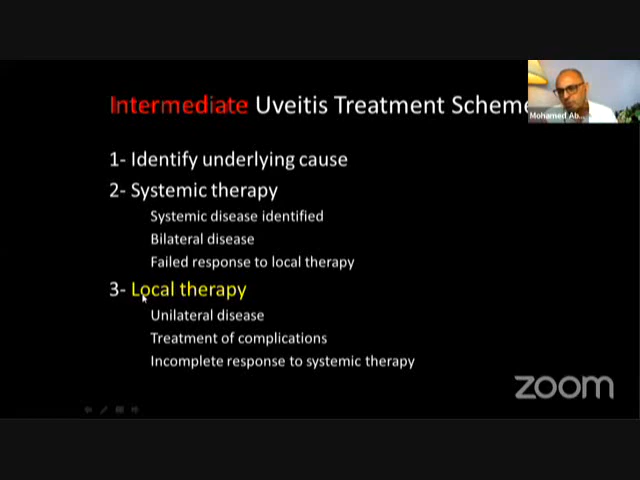 Intermediate Uveitis Treatment Scheme
Mohamed Ab...
1- Identify underlying cause
2- Systemic therapy
Systemic disease identified
Bilateral disease
Failed response to local therapy
3- Local therapy
Unilateral disease
Treatment of complications
Incomplete response to systemic therapy
zoom